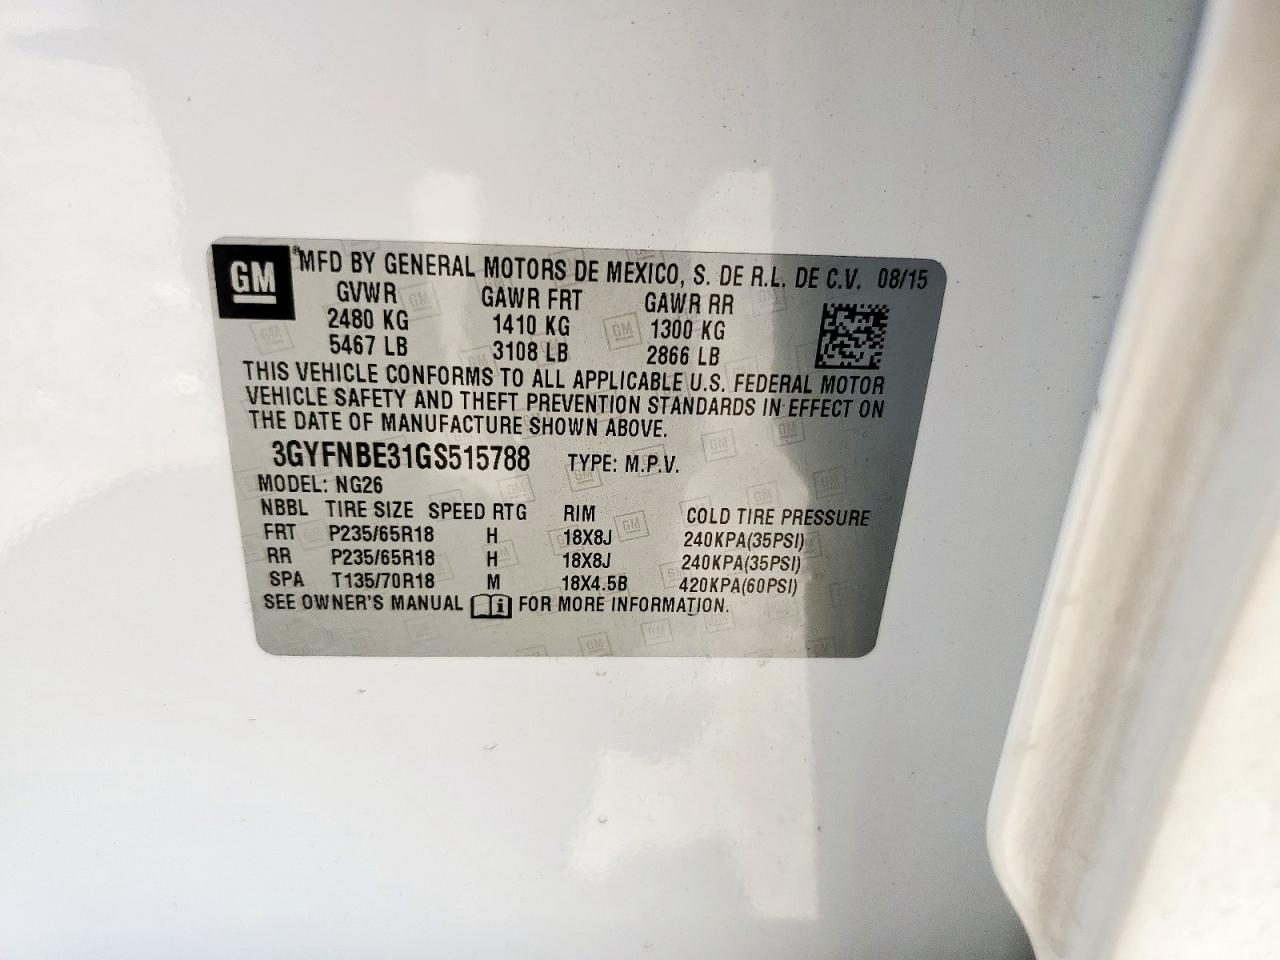 GM ® MFD BY GENERAL MOTORS DE MEXICO, S. DE R.L. DE C.V. 08/15
GVWR GAWR FRT GAWR RR
2480 KG 1410 KG 1300 KG
5467 LB 3108 LB 2866 LB
THIS VEHICLE CONFORMS TO ALL APPLICABLE U.S. FEDERAL MOTOR
VEHICLE SAFETY AND THEFT PREVENTION STANDARDS IN EFFECT ON
THE DATE OF MANUFACTURE SHOWN ABOVE.
3GYFNBE31GS515788 TYPE: M.P.V.
MODEL: NG26
NBBL TIRE SIZE SPEED RTG RIM COLD TIRE PRESSURE
FRT P235/65R18 H 18X8J 240KPA(35PSI)
RR P235/65R18 H 18X8J 240KPA(35PSI)
SPA T135/70R18 M 18X4.5B 420KPA(60PSI)
SEE OWNER'S MANUAL i FOR MORE INFORMATION.